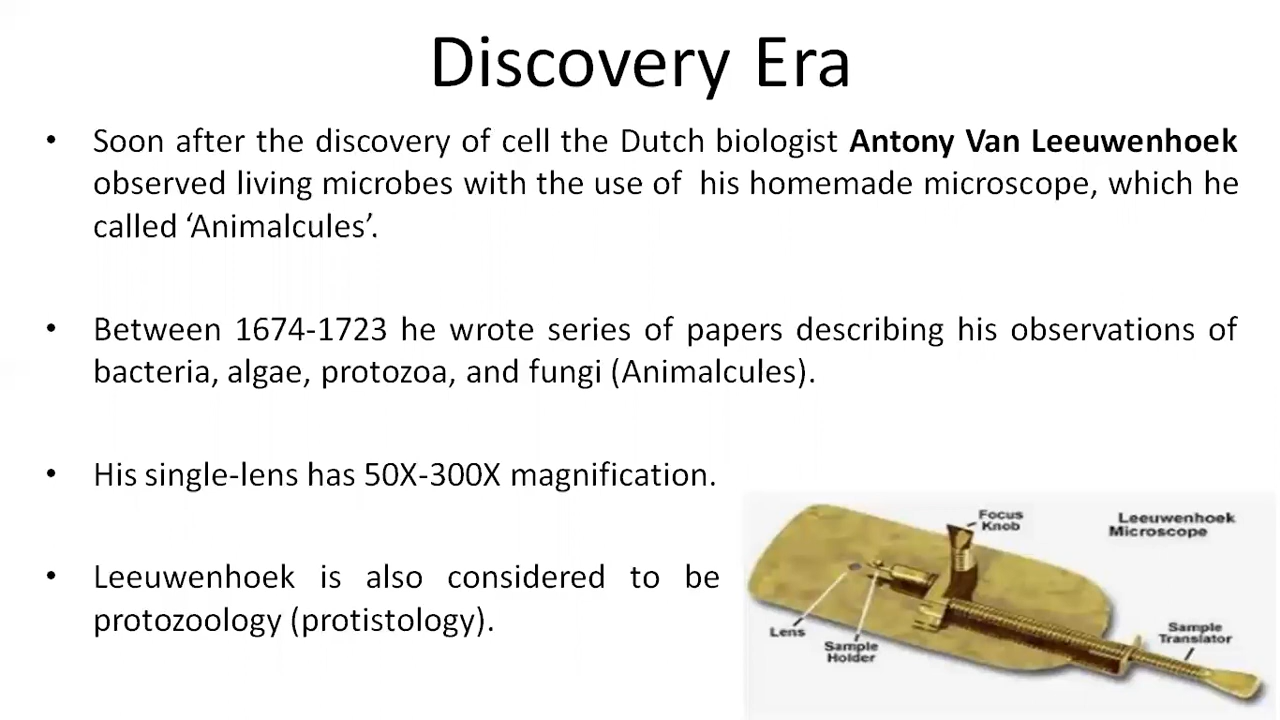 Discovery Era
• Soon after the discovery of cell the Dutch biologist Antony Van Leeuwenhoek
observed living microbes with the use of his homemade microscope, which he
called ‘Animalcules’.
• Between 1674-1723 he wrote series of papers describing his observations of
bacteria, algae, protozoa, and fungi (Animalcules).
• His single-lens has 50X-300X magnification.
• Leeuwenhoek is also considered to be
protozoology (protistology).
Focus
Knob
Leeuwenhoek
Microscope
Lens
Sample
Holder
Sample
Translator